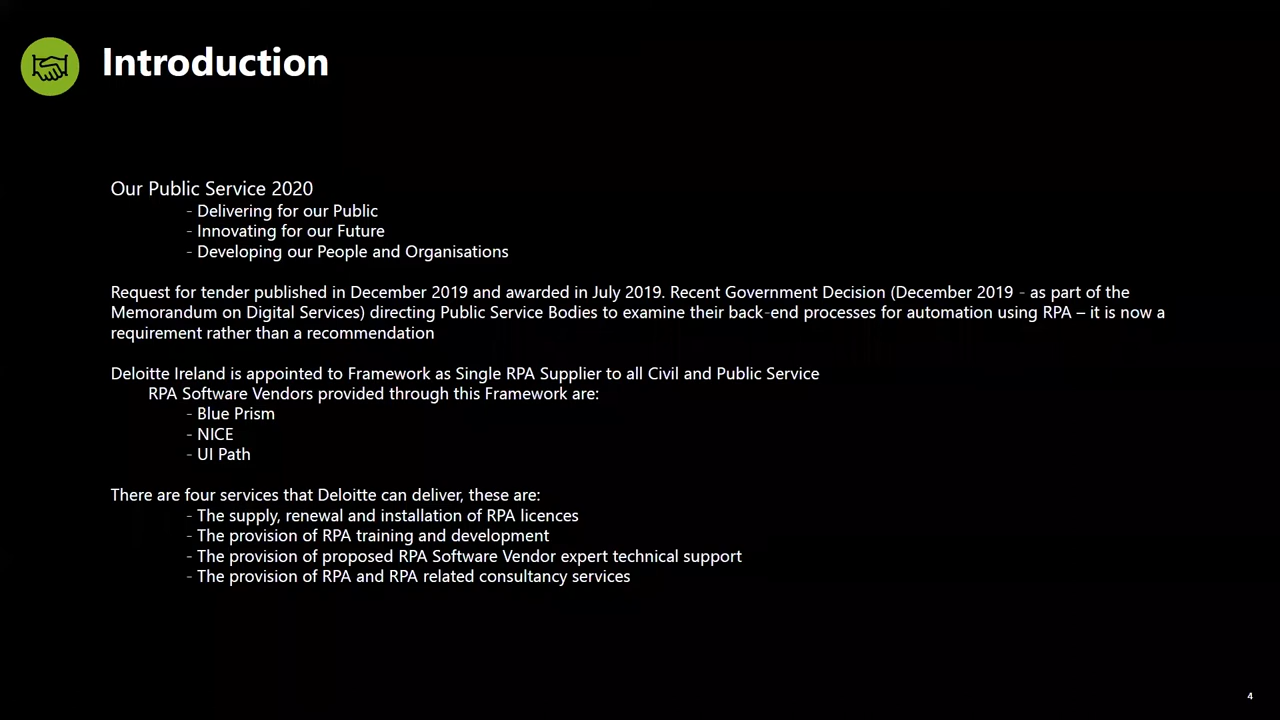 Introduction
Our Public Service 2020
- Delivering for our Public
- Innovating for our Future
- Developing our People and Organisations
Request for tender published in December 2019 and awarded in July 2019. Recent Government Decision (December 2019 - as part of the
Memorandum on Digital Services) directing Public Service Bodies to examine their back-end processes for automation using RPA – it is now a
requirement rather than a recommendation
Deloitte Ireland is appointed to Framework as Single RPA Supplier to all Civil and Public Service
RPA Software Vendors provided through this Framework are:
- Blue Prism
- NICE
- UI Path
There are four services that Deloitte can deliver, these are:
- The supply, renewal and installation of RPA licences
- The provision of RPA training and development
- The provision of proposed RPA Software Vendor expert technical support
- The provision of RPA and RPA related consultancy services
4